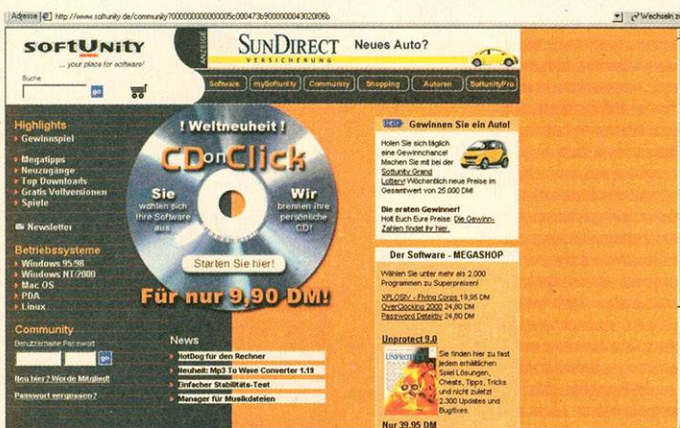 Adresse http://www.softunity.de/community?0000000000000005c000473b9000000043020f06b
Wechseln zu
softUnity
... your place for software!
ANZEIGE
SunDirect
VERSICHERUNG
Neues Auto?
Suche
go
Software
mySoftunity
Community
Shopping
Autoren
SoftunityPro
Highlights
Gewinnspiel
Megatipps
Neuzugänge
Top Downloads
Gratis Vollversionen
Spiele
Newsletter
Betriebssysteme
Windows 95/98
Windows NT/2000
Mac OS
PDA
Linux
Community
Benutzername Passwort
go
Neu hier? Werde Mitglied!
Passwort vergessen?
! Weltneuheit !
CDonClick
Sie
wählen sich
Ihre Software
aus
Wir
brennen Ihre
persönliche
CD!
Starten Sie hier!
Für nur 9,90 DM!
News
HotDog für den Rechner
Neuheit: Mp3 To Wave Converter 1.19
Einfacher Stabilitäts-Test
Manager für Musikdateien
Gewinnen Sie ein Auto!
Holen Sie sich täglich
eine Gewinnchance!
Machen Sie mit bei der
Softunity Grand
Lottery! Wöchentlich neue Preise im
Gesamtwert von 25.000 DM!
Die ersten Gewinner!
Holt Euch Eure Preise: Die Gewinn-
Zahlen findet Ihr hier.
Der Software - MEGASHOP
Wählen Sie unter mehr als 2.000
Programmen zu Superpreisen!
XPLOSIV - Flying Corps 19,95 DM
OverClocking 2000 24,80 DM
Password Detektiv 24,80 DM
Unprotect 9.0
UNPROTECT
Sie finden hier zu fast
jedem erhältlichen
Spiel Lösungen,
Cheats, Tipps, Tricks
und nicht zuletzt
2.300 Updates und
Bugfixes.
Nur 39,95 DM